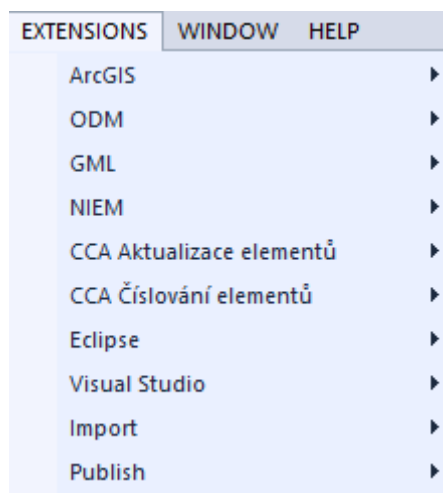 EXTENSIONS WINDOW HELP
ArcGIS
ODM
GML
NIEM
CCA Aktualizace elementů
CCA Číslování elementů
Eclipse
Visual Studio
Import
Publish